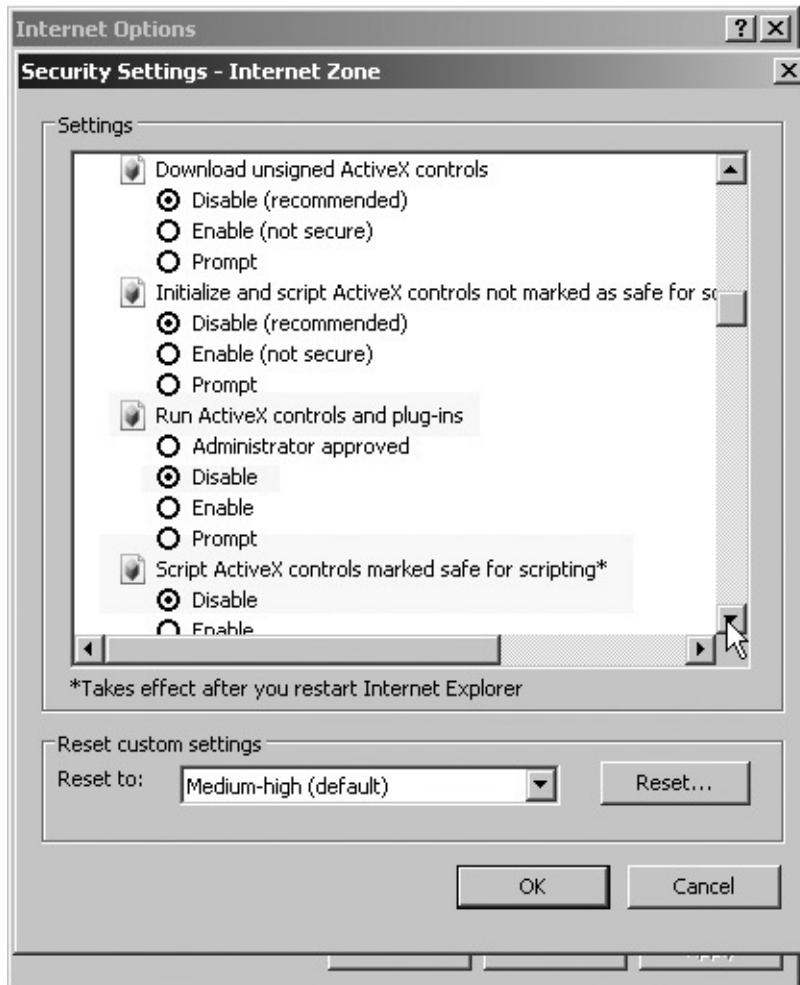 Internet Options
Security Settings - Internet Zone
Settings
Download unsigned ActiveX controls
Disable (recommended)
Enable (not secure)
Prompt
Initialize and script ActiveX controls not marked as safe for
Disable (recommended)
Enable (not secure)
Prompt
Run ActiveX controls and plug-ins
Administrator approved
Disable
Enable
Prompt
Script ActiveX controls marked safe for scripting*
Disable
Enable
*Takes effect after you restart Internet Explorer
Reset custom settings
Reset to: Medium-high (default) Reset...
OK Cancel